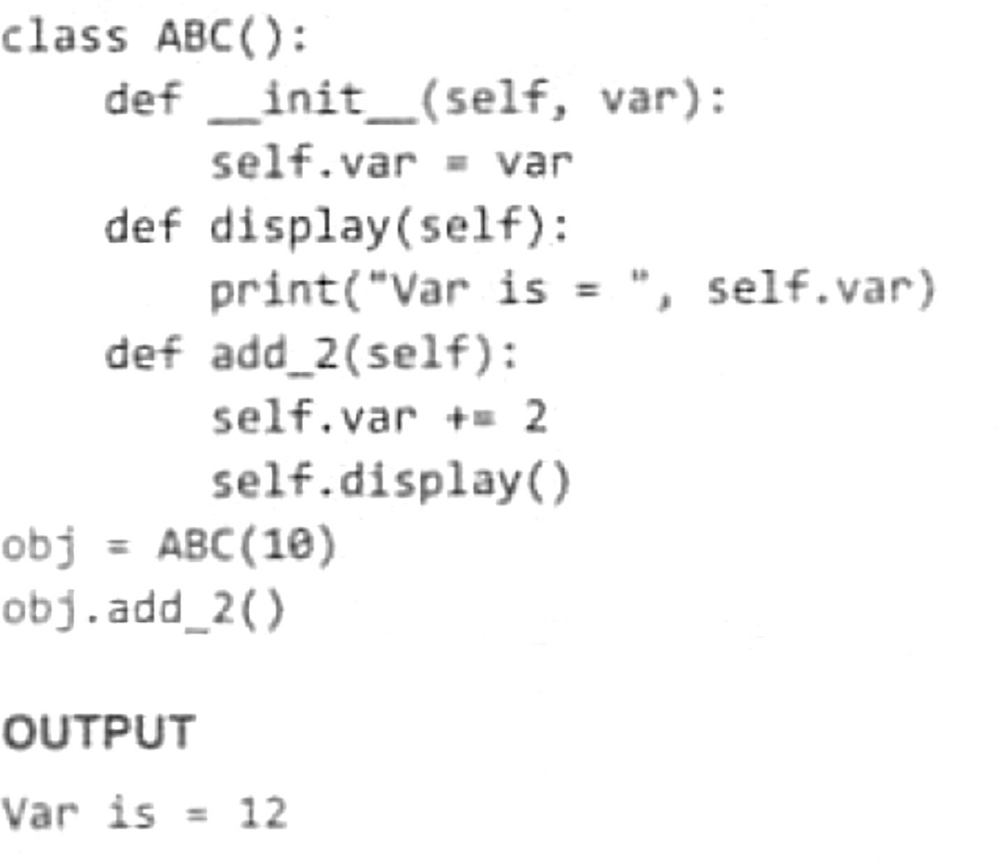 class ABC():
    def __init__(self, var):
        self.var = var
    def display(self):
        print("Var is = ", self.var)
    def add_2(self):
        self.var += 2
        self.display()
obj = ABC(10)
obj.add_2()
OUTPUT
Var is = 12